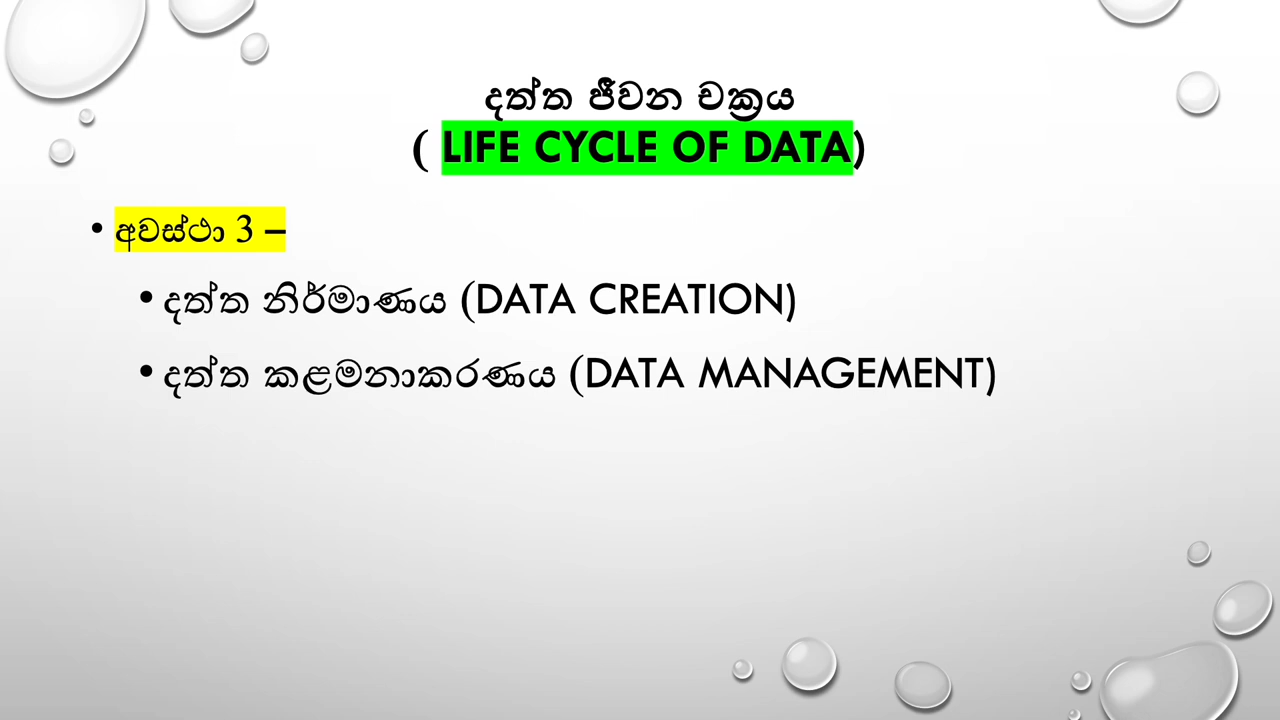 දත්ත ජීවන චක්‍රය
( LIFE CYCLE OF DATA)
• අවස්ථා 3 –
• දත්ත නිර්මාණය (DATA CREATION)
• දත්ත කළමනාකරණය (DATA MANAGEMENT)